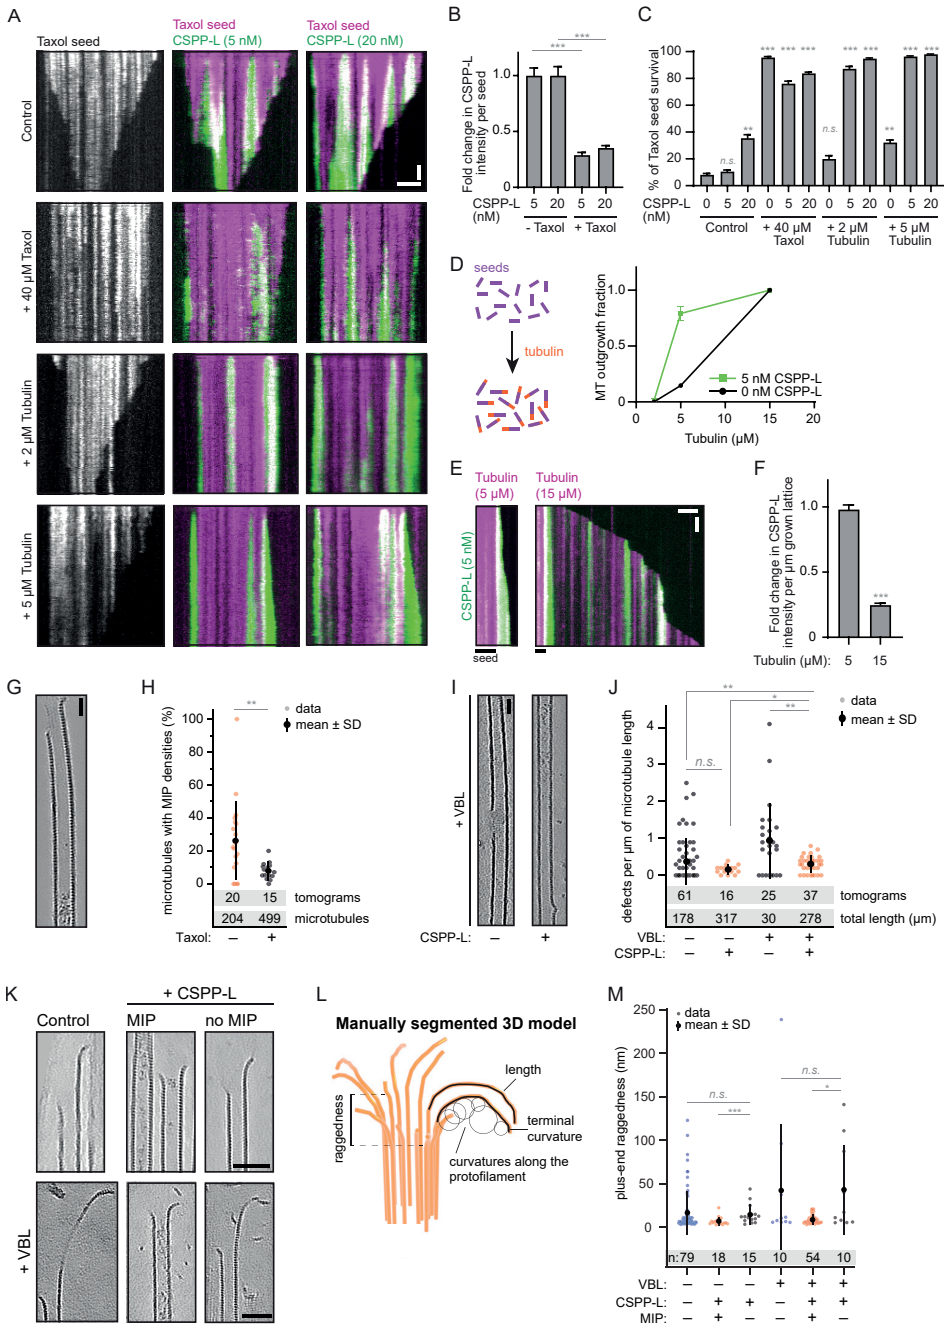 A
Taxol seed
Taxol seed
CSPP-L (5 nM)
Taxol seed
CSPP-L (20 nM)
Control
+ 40 µM Taxol
+ 2 µM Tubulin
+ 5 µM Tubulin
B
Fold change in CSPP-L
intensity per seed
1.0
0.5
0
***
***
CSPP-L
(nM)
5 20 5 20
- Taxol + Taxol
C
% of Taxol seed survival
100
80
60
40
20
0
n.s.
**
*** *** ***
n.s.
*** ***
**
*** ***
CSPP-L
(nM)
0 5 20 0 5 20 0 5 20 0 5 20
Control
+ 40 µM
Taxol
+ 2 µM
Tubulin
+ 5 µM
Tubulin
D
seeds
tubulin
MT outgrowth fraction
1.0
0.5
0
5 nM CSPP-L
0 nM CSPP-L
0 5 10 15 20
Tubulin (µM)
E
Tubulin
(5 µM)
Tubulin
(15 µM)
CSPP-L (5 nM)
seed
F
Fold change in CSPP-L
intensity per µm grown lattice
1.0
0.5
0
***
Tubulin (µM): 5 15
G
H
microtubules with MIP densities (%)
100
80
60
40
20
0
**
data
mean ± SD
20 15 tomograms
204 499 microtubules
Taxol: – +
I
+ VBL
CSPP-L: – +
J
defects per µm of microtubule length
4
3
2
1
0
**
*
**
n.s.
data
mean ± SD
61 16 25 37 tomograms
178 317 30 278 total length (µm)
VBL: – – + +
CSPP-L: – + – +
K
+ CSPP-L
Control
MIP
no MIP
+ VBL
L
Manually segmented 3D model
raggedness
length
terminal
curvature
curvatures along the
protofilament
M
plus-end raggedness (nm)
250
200
150
100
50
0
data
mean ± SD
n.s.
***
n.s.
*
n: 79 18 15 10 54 10
VBL: – – – + + +
CSPP-L: – + + – + +
MIP: – + – – + –